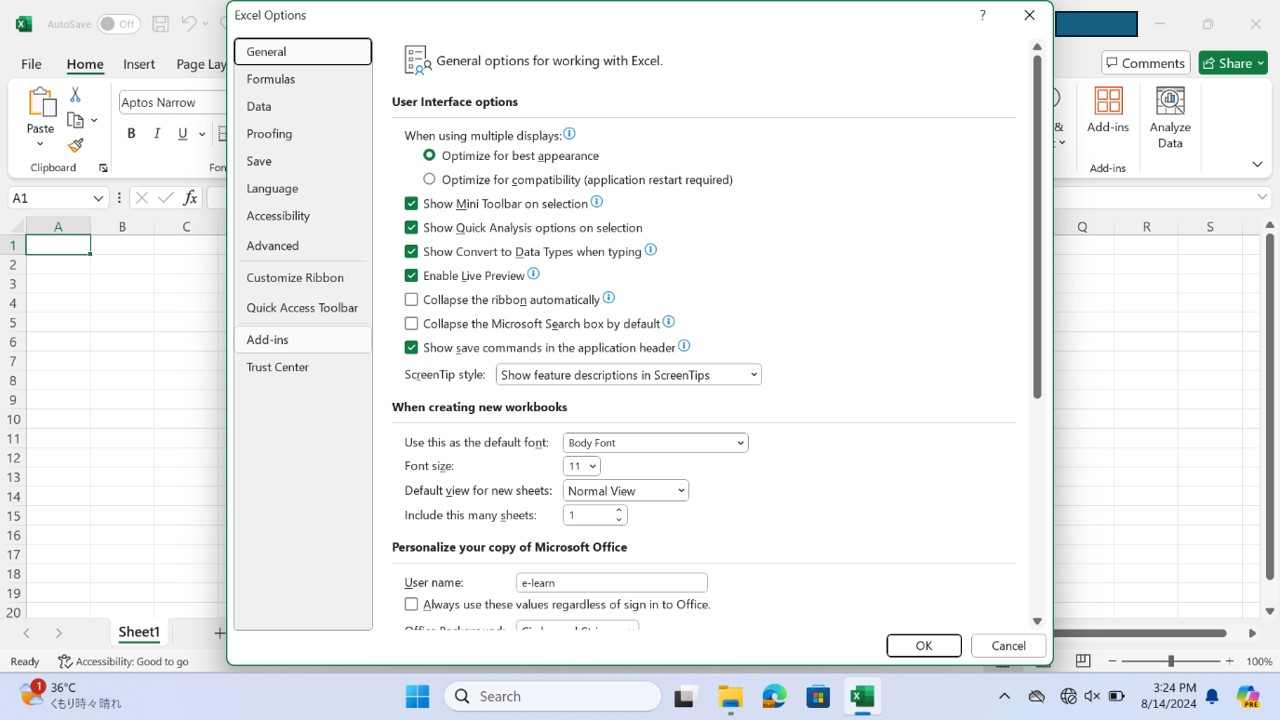 AutoSave Off
Excel Options
?
File Home Insert Page Lay
Comments Share
Paste
Clipboard
Aptos Narrow
B I U
Fon
Add-ins
Analyze Data
Add-ins
A1
fx
A B C Q R S
1
2
3
4
5
6
7
8
9
10
11
12
13
14
15
16
17
18
19
20
General
Formulas
Data
Proofing
Save
Language
Accessibility
Advanced
Customize Ribbon
Quick Access Toolbar
Add-ins
Trust Center
General options for working with Excel.
User Interface options
When using multiple displays:
Optimize for best appearance
Optimize for compatibility (application restart required)
Show Mini Toolbar on selection
Show Quick Analysis options on selection
Show Convert to Data Types when typing
Enable Live Preview
Collapse the ribbon automatically
Collapse the Microsoft Search box by default
Show save commands in the application header
ScreenTip style: Show feature descriptions in ScreenTips
When creating new workbooks
Use this as the default font: Body Font
Font size: 11
Default view for new sheets: Normal View
Include this many sheets: 1
Personalize your copy of Microsoft Office
User name: e-learn
Always use these values regardless of sign in to Office.
OK Cancel
Sheet1
Ready Accessibility: Good to go
100%
1
36°C
くもり時々晴れ
Search
3:24 PM
8/14/2024
PRE